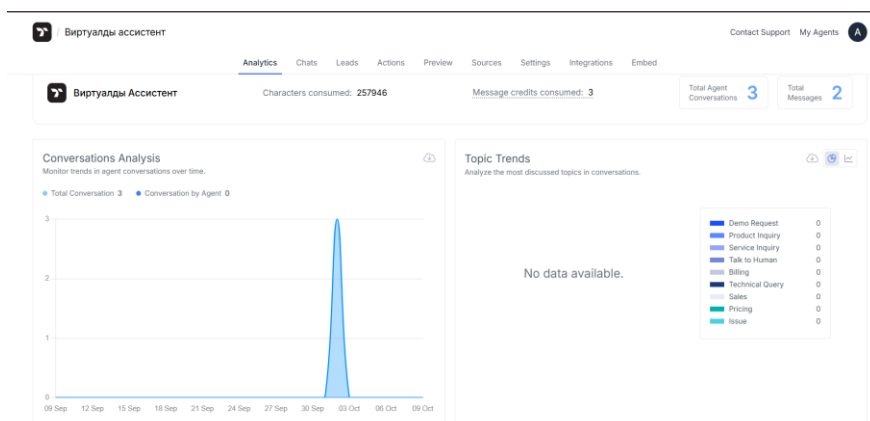 / Виртуалды ассистент
Contact Support My Agents A
Analytics Chats Leads Actions Preview Sources Settings Integrations Embed
Виртуалды Ассистент
Characters consumed: 257946
Message credits consumed: 3
Total Agent
Conversations 3
Total
Messages 2
Conversations Analysis
Monitor trends in agent conversations over time.
Total Conversation 3 Conversation by Agent 0
3
2
1
0
09 Sep 12 Sep 15 Sep 18 Sep 21 Sep 24 Sep 27 Sep 30 Sep 03 Oct 06 Oct 09 Oct
Topic Trends
Analyze the most discussed topics in conversations.
No data available.
Demo Request 0
Product Inquiry 0
Service Inquiry 0
Talk to Human 0
Billing 0
Technical Query 0
Sales 0
Pricing 0
Issue 0